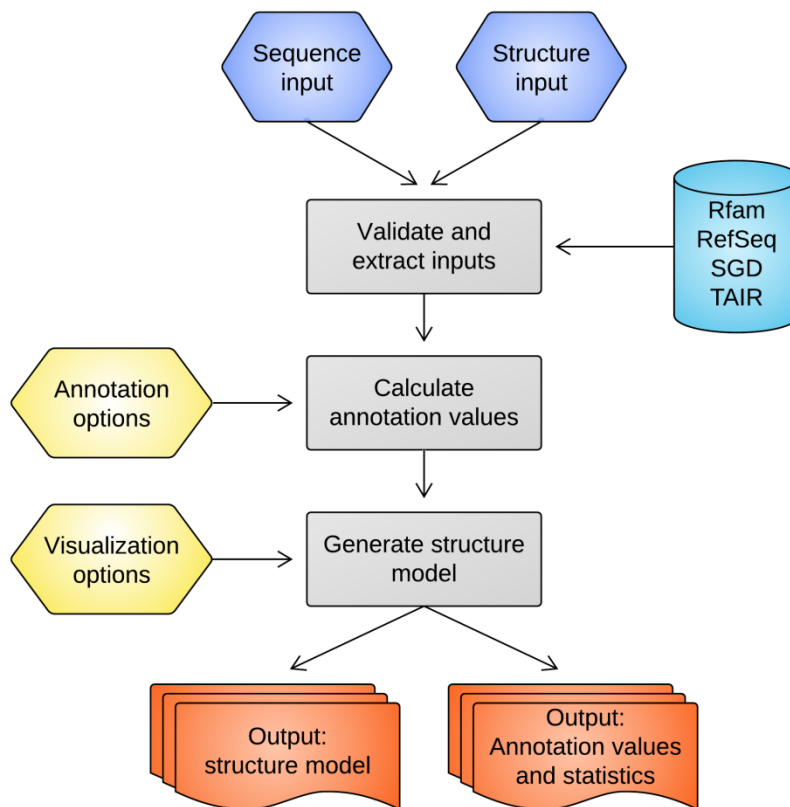 Sequence
input
Structure
input
Rfam
RefSeq
SGD
TAIR
Validate and
extract inputs
Annotation
options
Calculate
annotation values
Visualization
options
Generate structure
model
Output:
structure model
Output:
Annotation values
and statistics